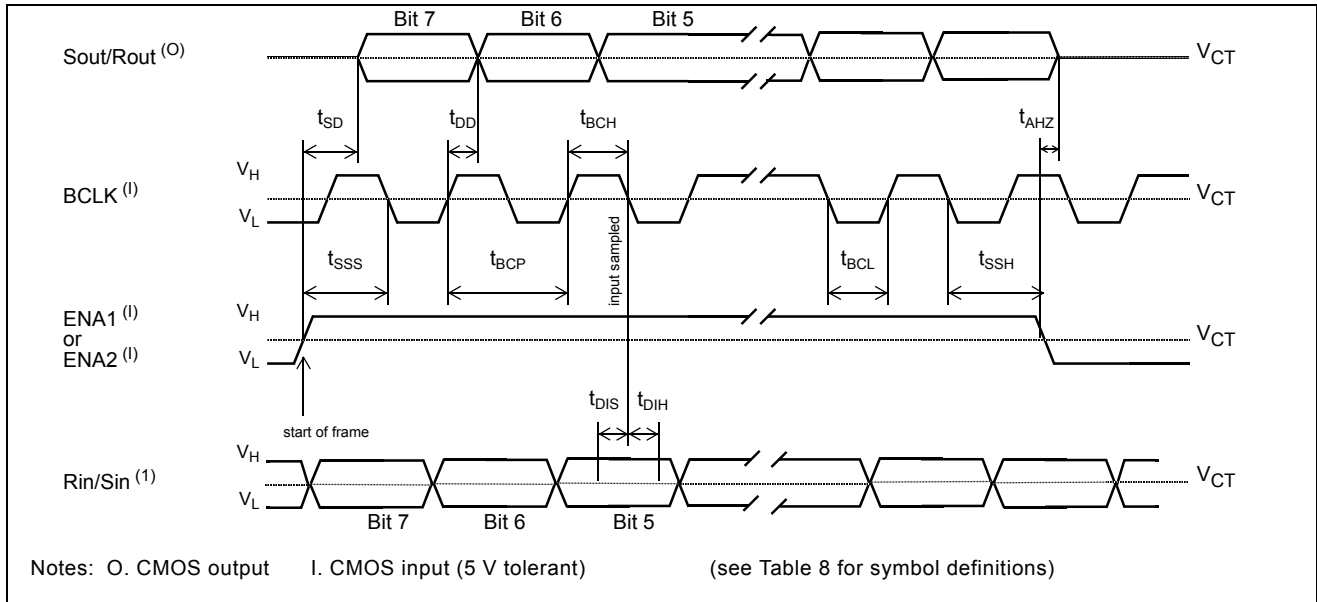 Bit 7 Bit 6 Bit 5
Sout/Rout (O) VCT
tSD tDD tBCH tAHZ
VH
BCLK (I) VCT
VL
tSSS tBCP input sampled tBCL tSSH
ENA1 (I) VH
or VCT
ENA2 (I) VL
tDIS tDIH
start of frame
VH
Rin/Sin (1) VCT
VL
Bit 7 Bit 6 Bit 5
Notes: O. CMOS output I. CMOS input (5 V tolerant) (see Table 8 for symbol definitions)